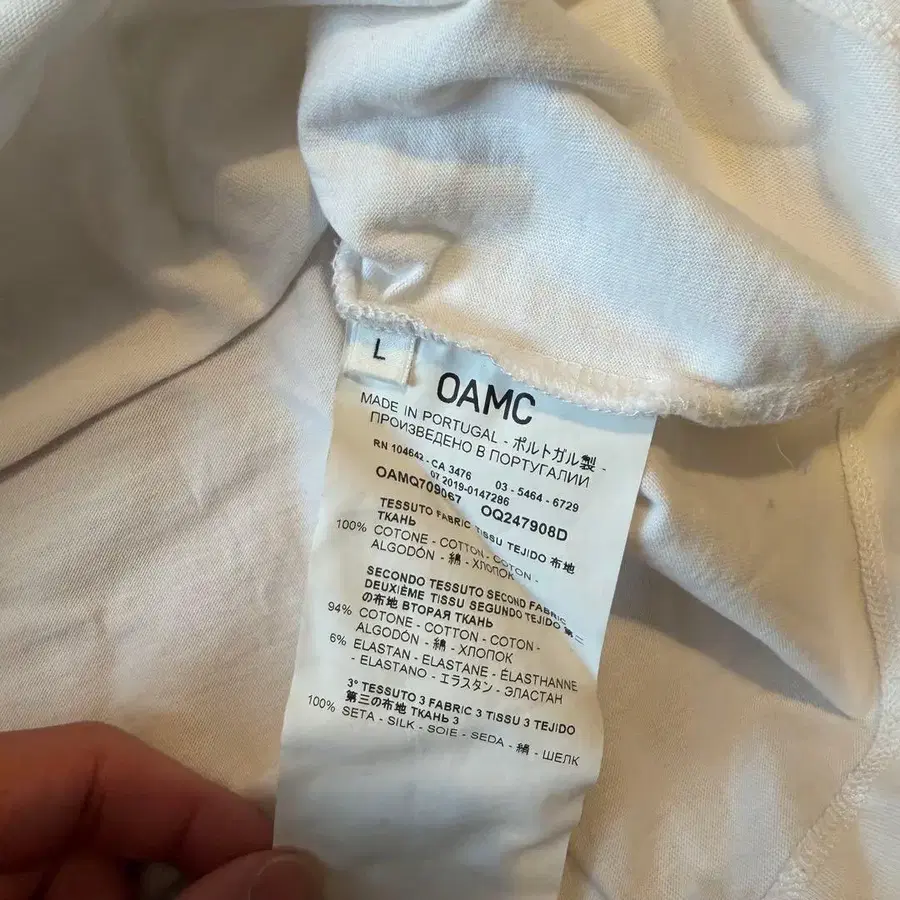 L
OAMC
MADE IN PORTUGAL - ポルトガル製 -
ПРОИЗВЕДЕНО В ПОРТУГАЛИИ
RN 104642 - CA 3476 03 - 5464 - 6729
07 2019-0147286
OAMQ709067 OQ247908D
TESSUTO FABRIC TISSU TEJIDO 布地
ТКАНЬ
100% COTONE - COTTON - COTON -
ALGODÓN - 綿 - ХЛОПОК
SECONDO TESSUTO SECOND FABRIC
DEUXIÈME TISSU SEGUNDO TEJIDO 第二
の布地 ВТОРАЯ ТКАНЬ
94% COTONE - COTTON - COTON -
ALGODÓN - 綿 - ХЛОПОК
6% ELASTAN - ELASTANE - ÉLASTHANNE
- ELASTANO - エラスタン - ЭЛАСТАН
3° TESSUTO 3 FABRIC 3 TISSU 3 TEJIDO
第三の布地 ТКАНЬ 3
100% SETA - SILK - SOIE - SEDA - 絹 - ШЕЛК